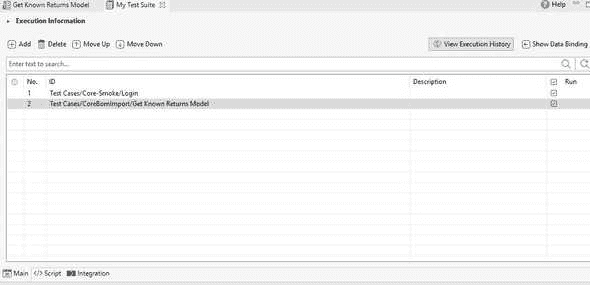 Get Known Returns Model My Test Suite Help
Execution Information
Add Delete Move Up Move Down View Execution History Show Data Binding
Enter text to search...
No. ID Description Run
1 Test Cases/Core-Smoke/Login
2 Test Cases/CoreBomImport/Get Known Returns Model
Main </> Script Integration